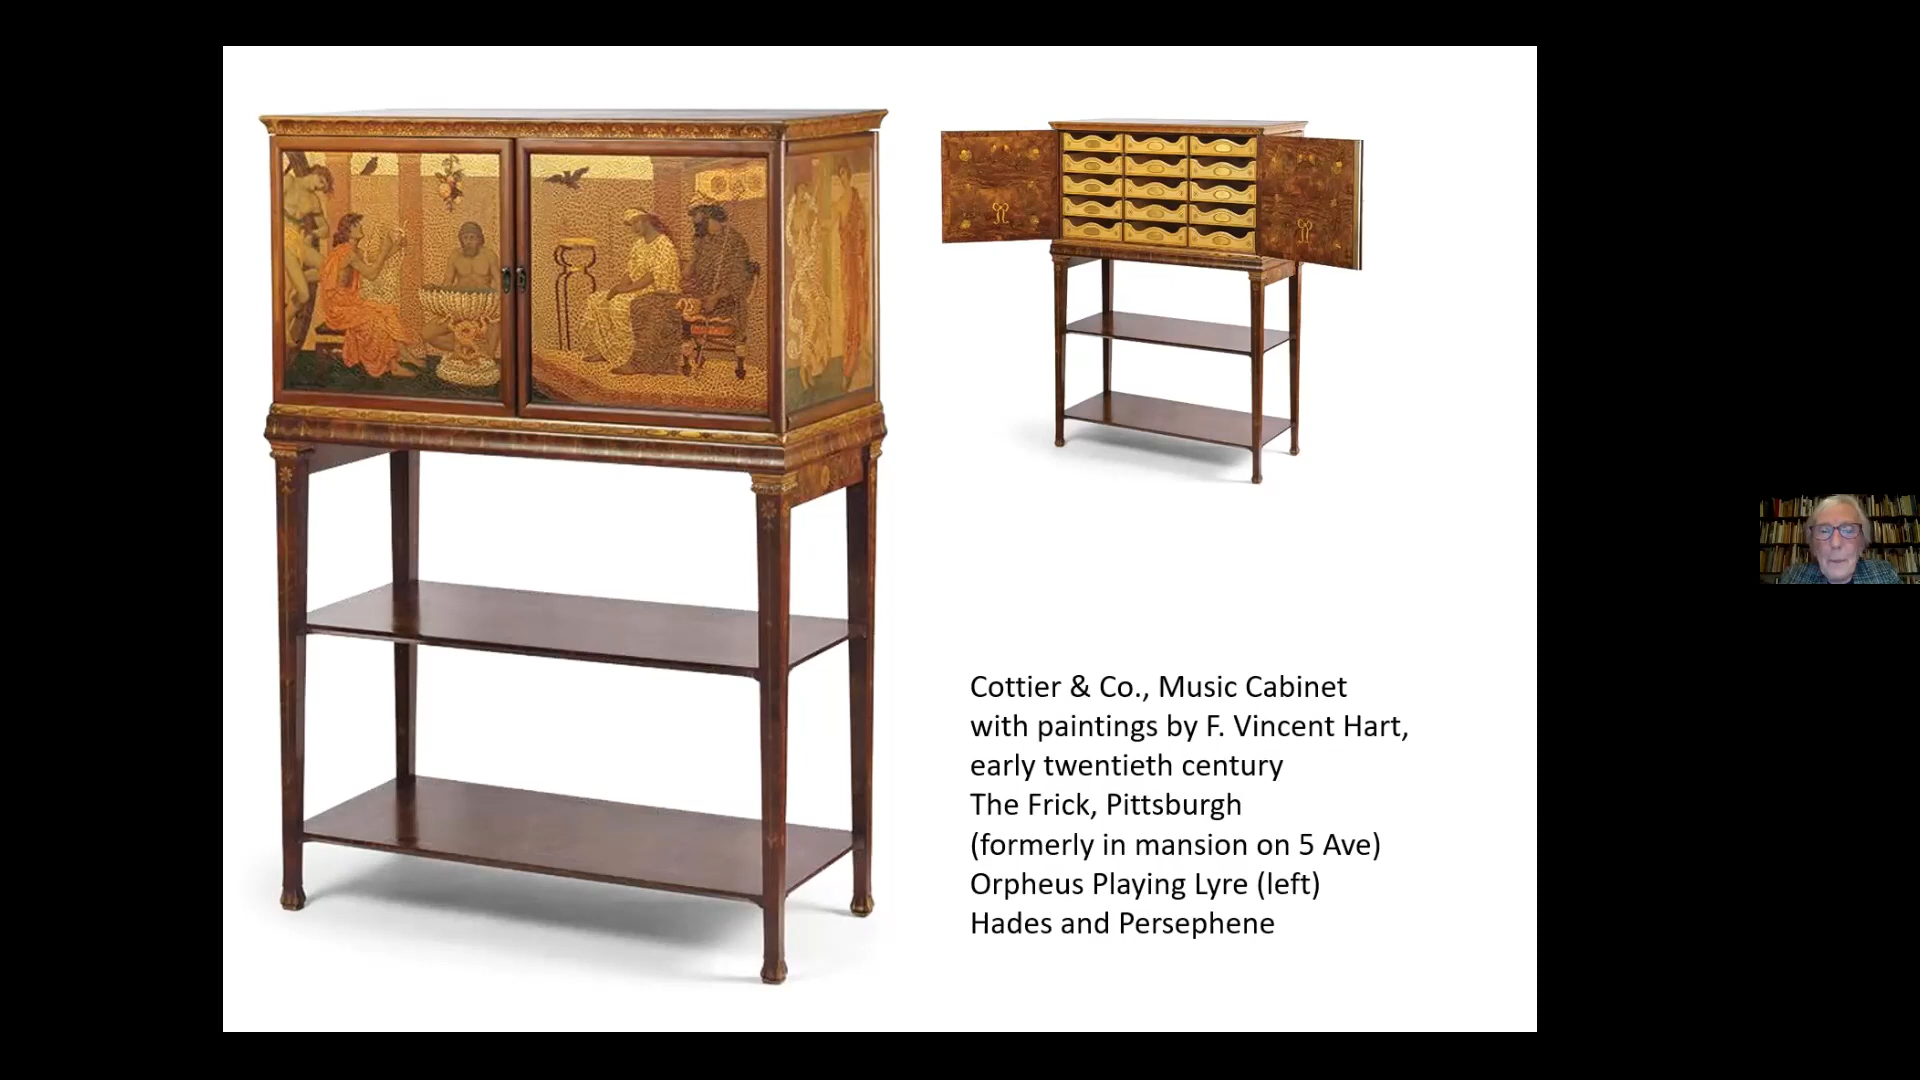 Cottier & Co., Music Cabinet
with paintings by F. Vincent Hart,
early twentieth century
The Frick, Pittsburgh
(formerly in mansion on 5 Ave)
Orpheus Playing Lyre (left)
Hades and Persephene